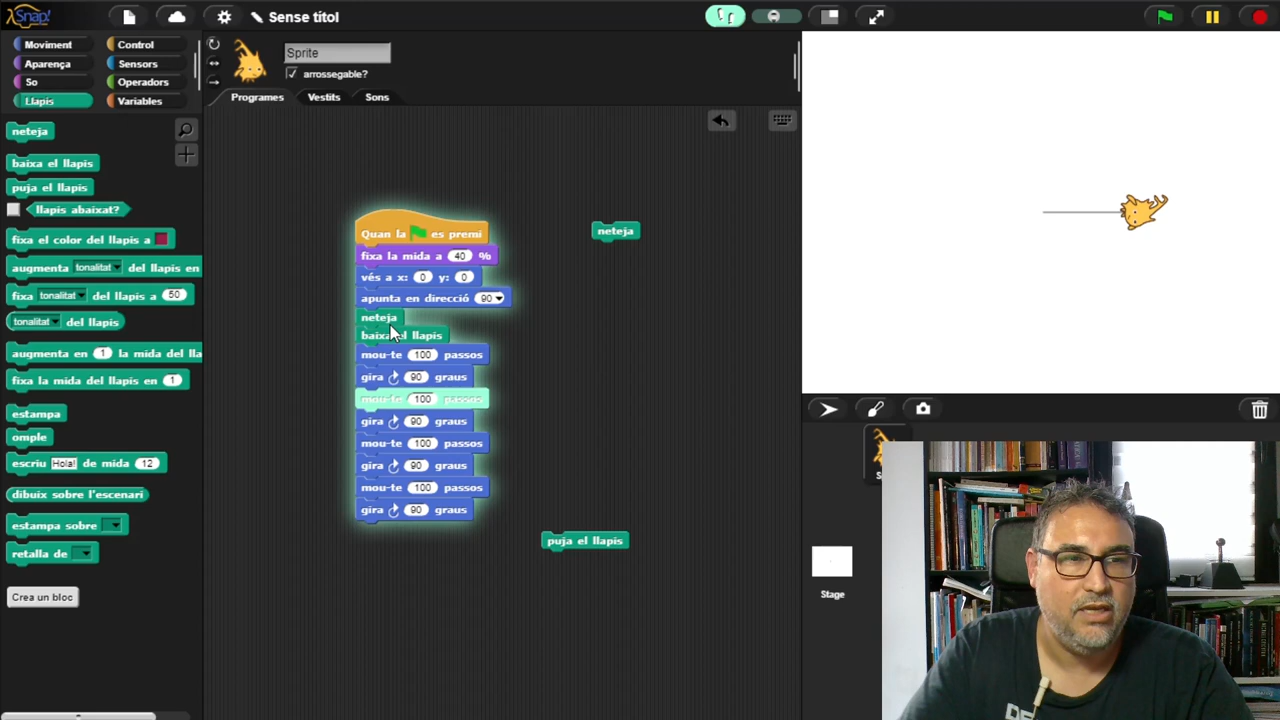 Snap!
Sense títol
Moviment
Control
Aparença
Sensors
So
Operadors
Llapis
Variables
neteja
baixa el llapis
puja el llapis
llapis abaixat?
fixa el color del llapis a
augmenta tonalitat del llapis en
fixa tonalitat del llapis a 50
tonalitat del llapis
augmenta en 1 la mida del lla
fixa la mida del llapis en 1
estampa
omple
escriu Hola! de mida 12
dibuix sobre l'escenari
estampa sobre
retalla de
Crea un bloc
Sprite
arrossegable?
Programes
Vestits
Sons
Quan la es premi
fixa la mida a 40 %
vés a x: 0 y: 0
apunta en direcció 90
neteja
baixa el llapis
mou-te 100 passos
gira 90 graus
mou-te 100 passos
gira 90 graus
mou-te 100 passos
gira 90 graus
mou-te 100 passos
gira 90 graus
neteja
puja el llapis
Stage